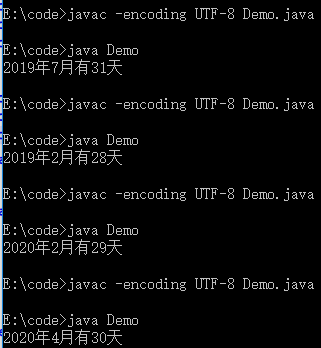 E:\code>javac -encoding UTF-8 Demo.java
E:\code>java Demo
2019年7月有31天
E:\code>javac -encoding UTF-8 Demo.java
E:\code>java Demo
2019年2月有28天
E:\code>javac -encoding UTF-8 Demo.java
E:\code>java Demo
2020年2月有29天
E:\code>javac -encoding UTF-8 Demo.java
E:\code>java Demo
2020年4月有30天